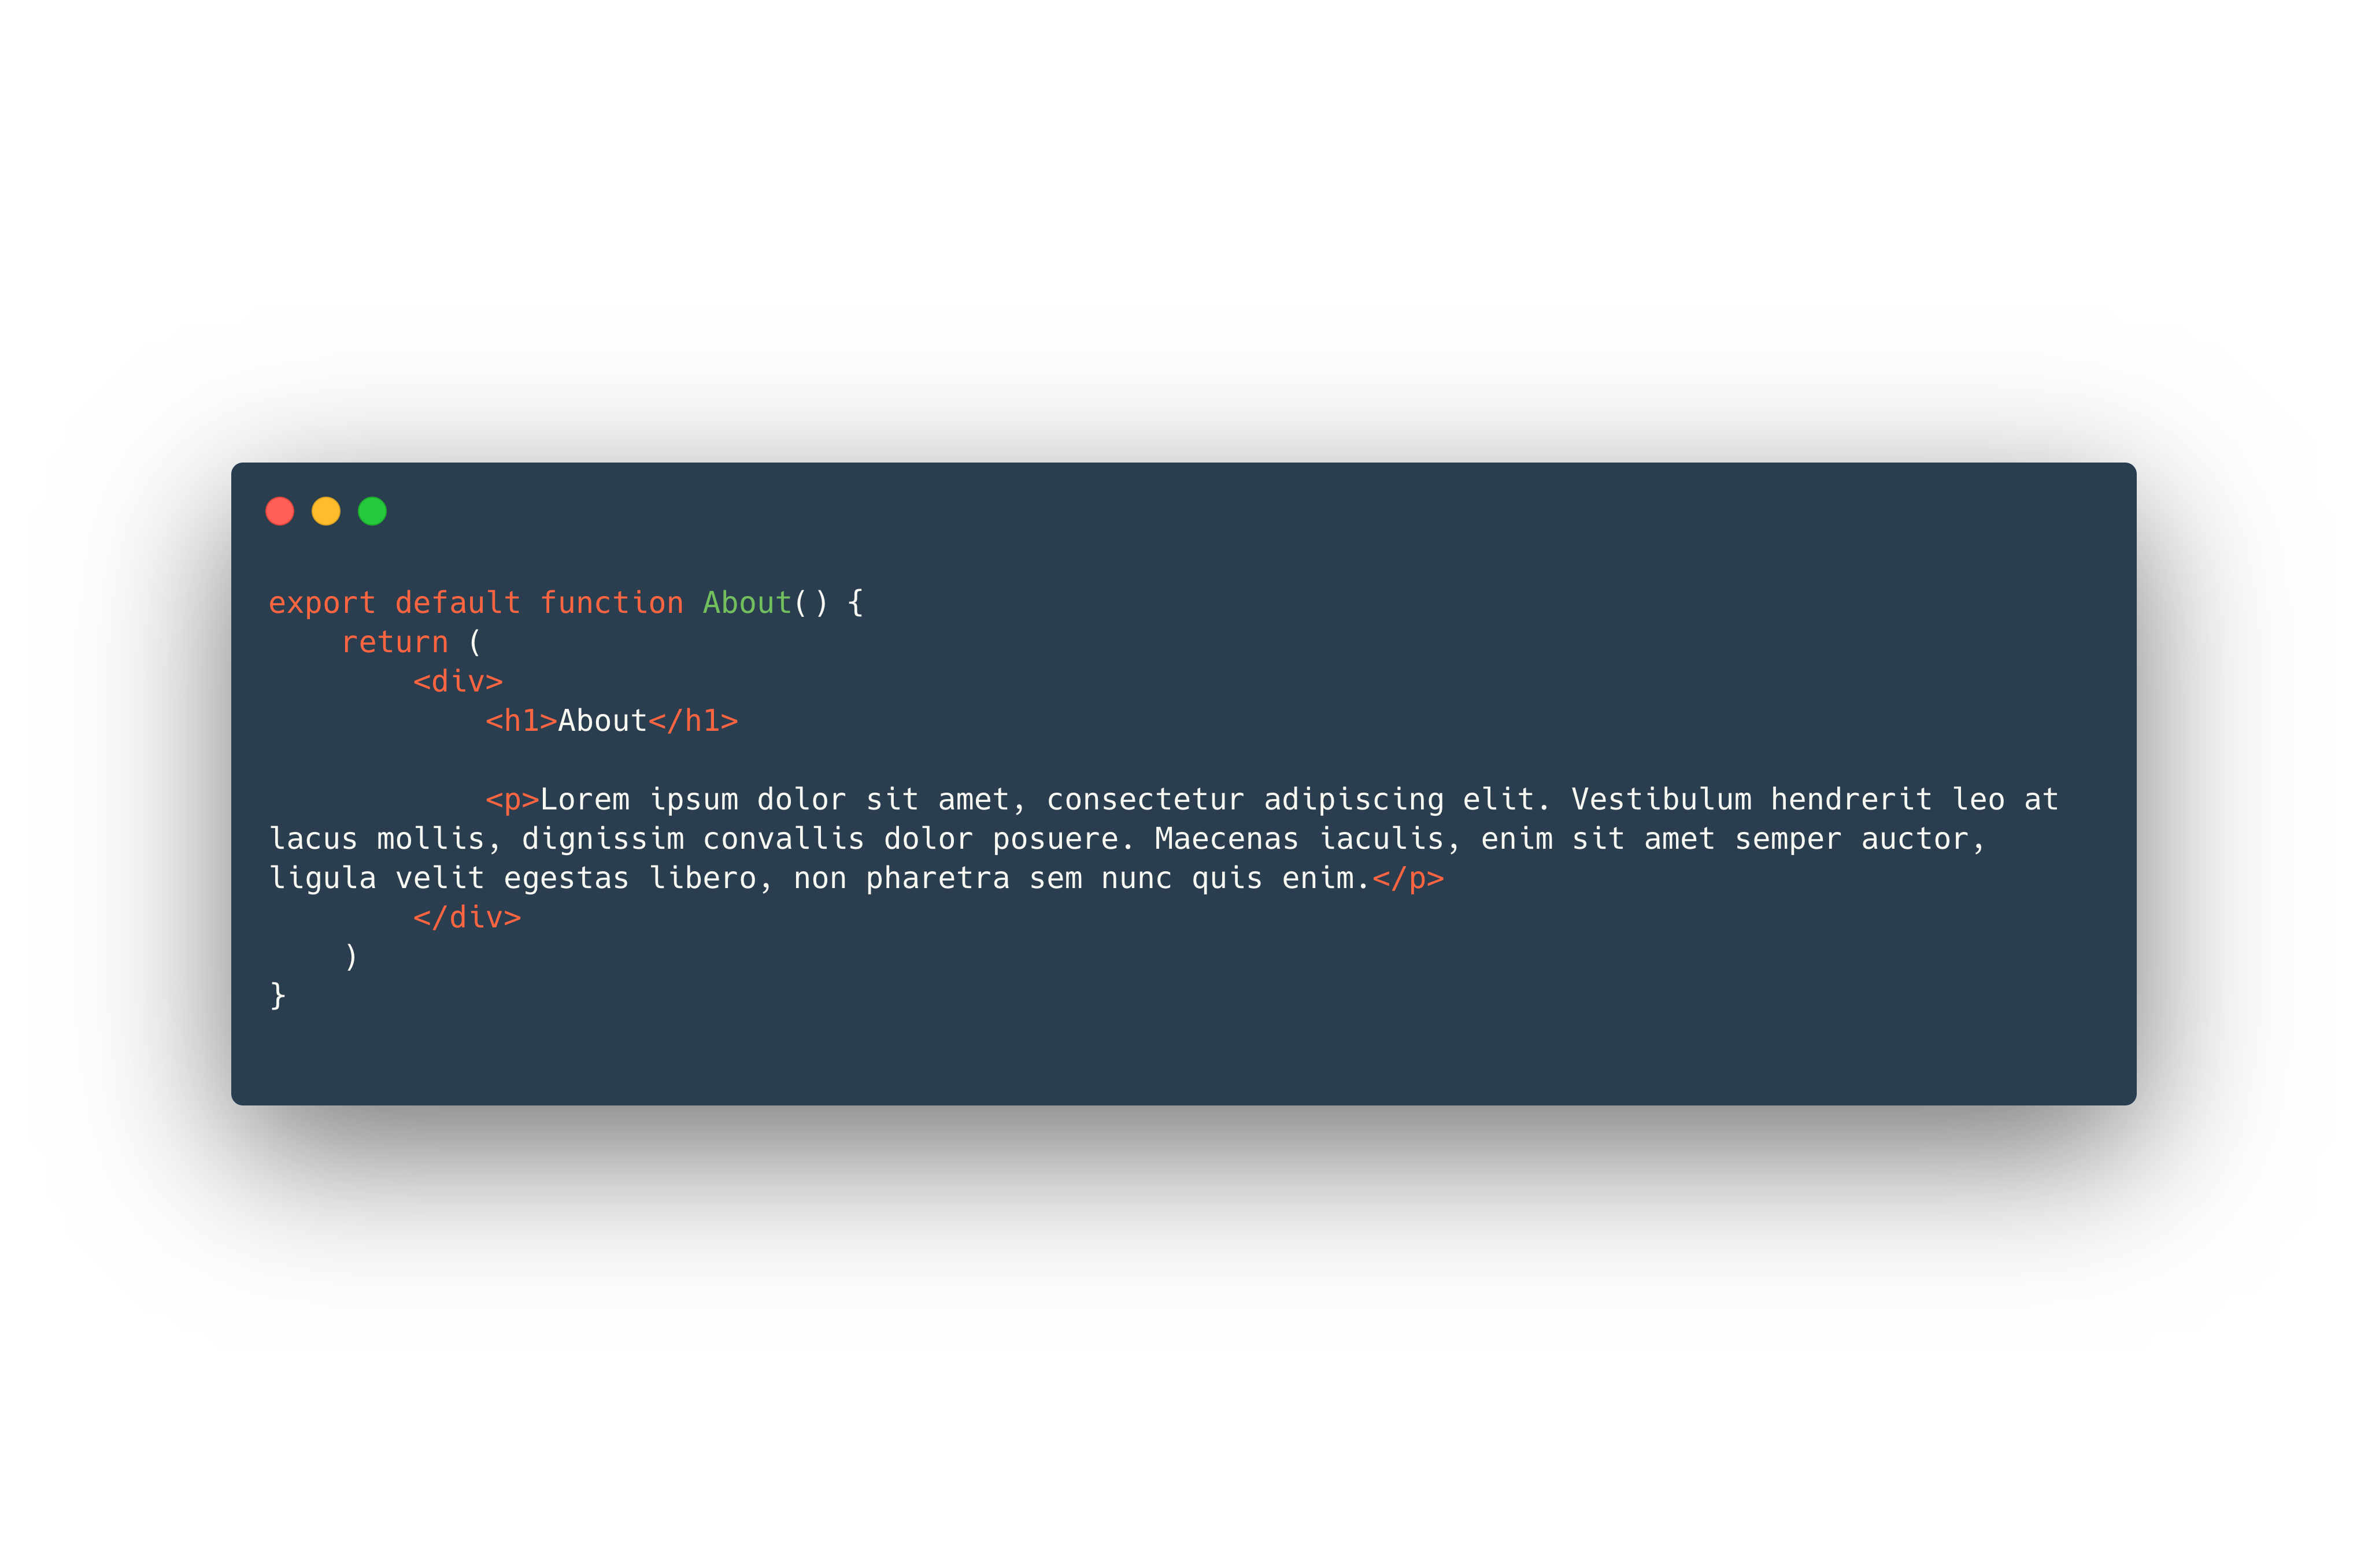 export default function About() {
    return (
        <div>
            <h1>About</h1>

            <p>Lorem ipsum dolor sit amet, consectetur adipiscing elit. Vestibulum hendrerit leo at
lacus mollis, dignissim convallis dolor posuere. Maecenas iaculis, enim sit amet semper auctor,
ligula velit egestas libero, non pharetra sem nunc quis enim.</p>
        </div>
    )
}